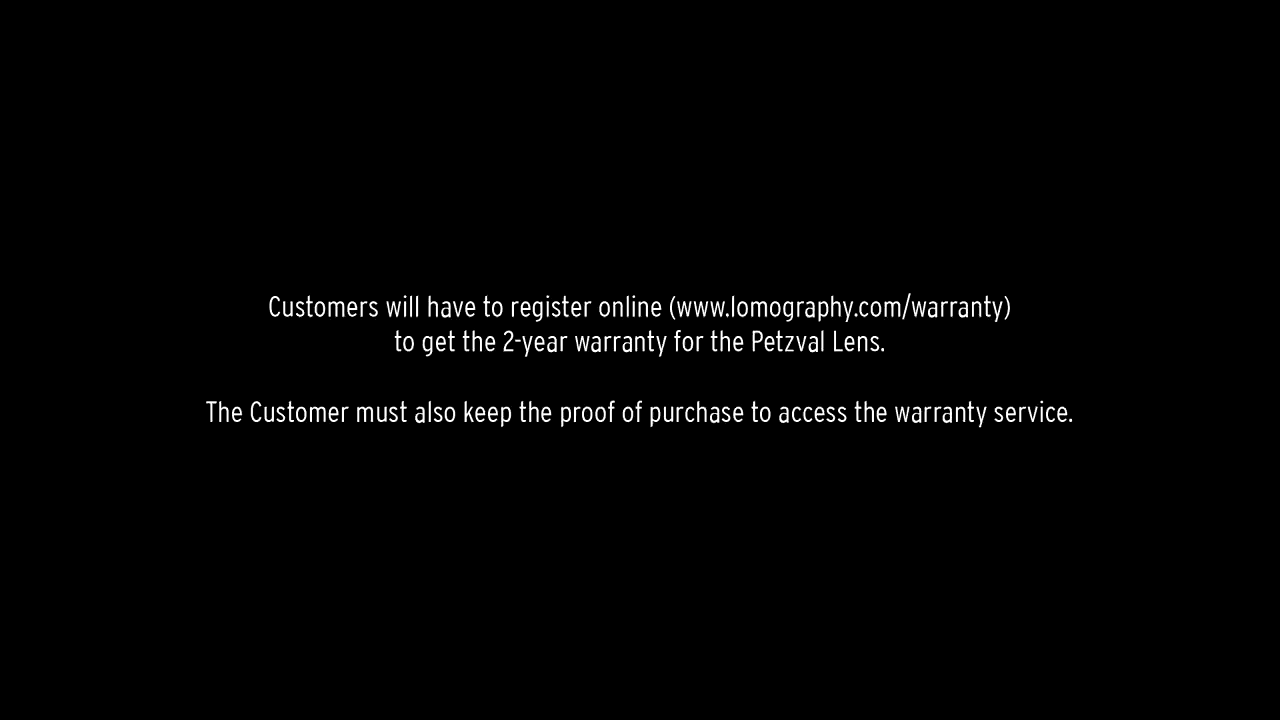 Customers will have to register online (www.lomography.com/warranty)
to get the 2-year warranty for the Petzval Lens.
The Customer must also keep the proof of purchase to access the warranty service.